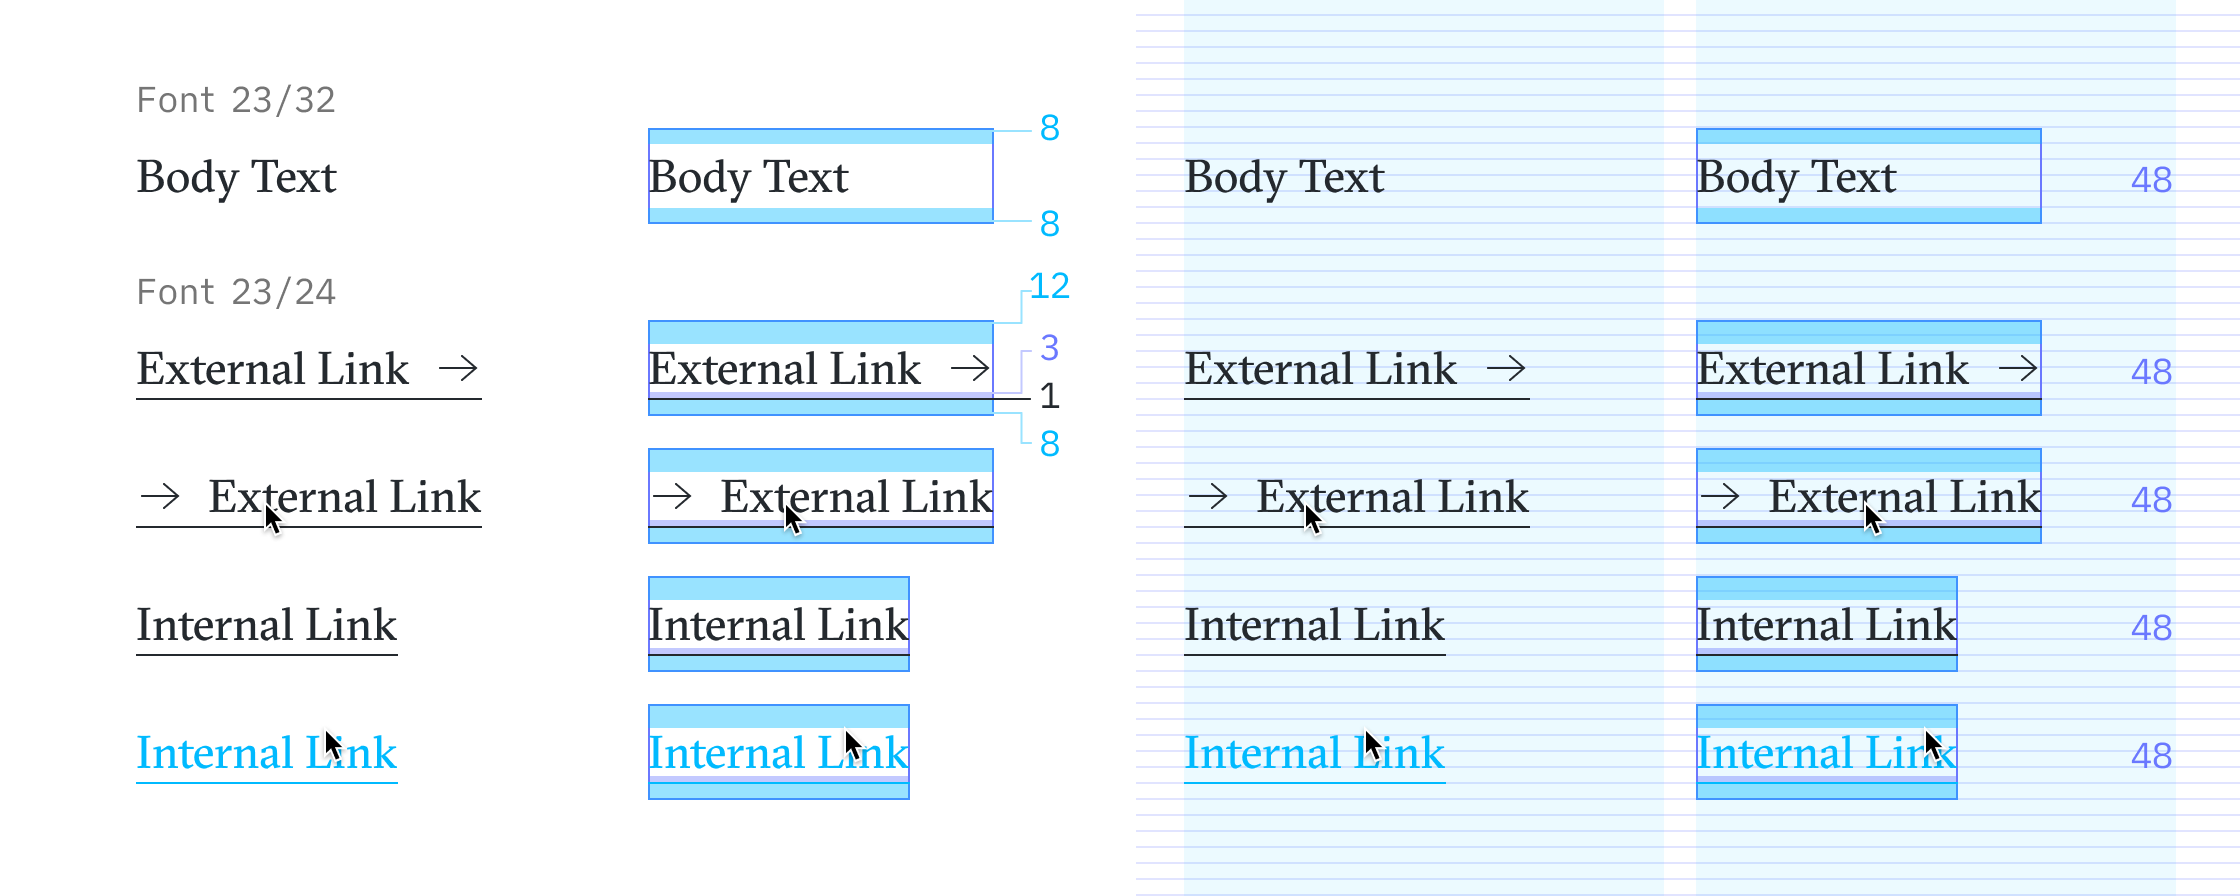 Font 23/32
Body Text
Body Text
8
8
Body Text
Body Text
48
Font 23/24
12
External Link →
External Link →
3
1
8
External Link →
External Link →
48
→ External Link
→ External Link
→ External Link
→ External Link
48
Internal Link
Internal Link
Internal Link
Internal Link
48
Internal Link
Internal Link
Internal Link
Internal Link
48